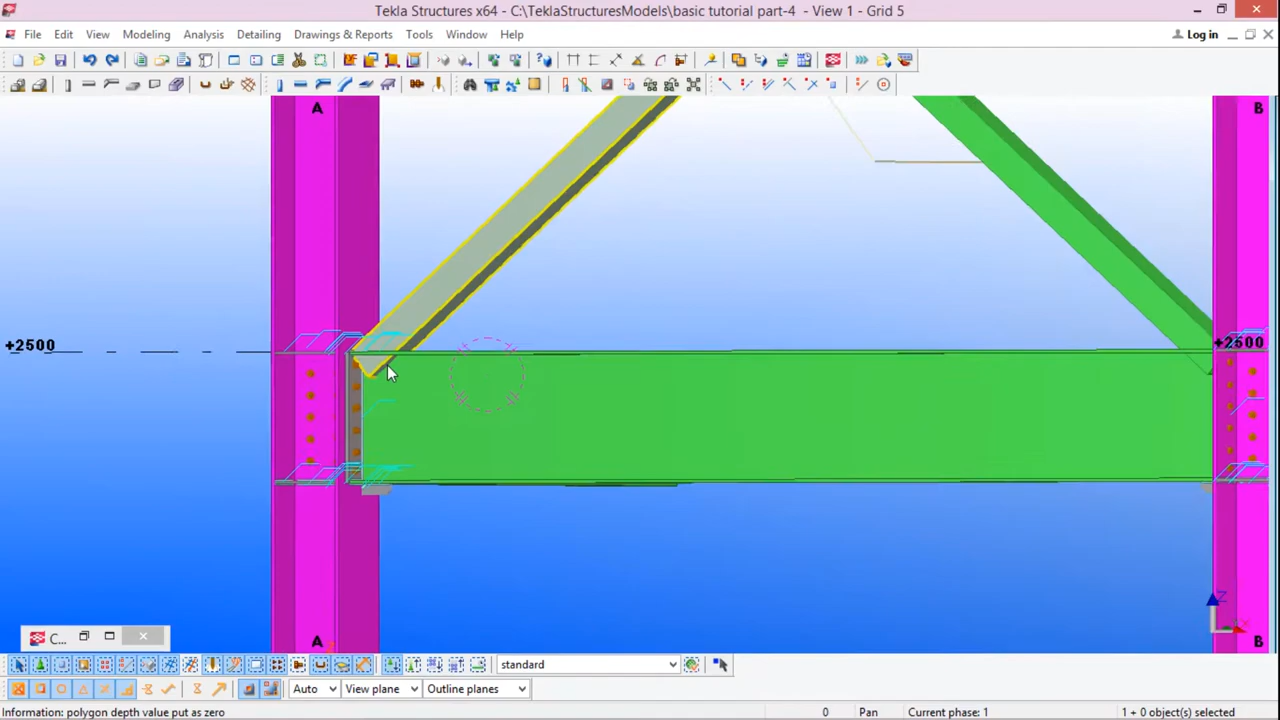 Tekla Structures x64 - C:\TeklaStructuresModels\basic tutorial part-4 - View 1 - Grid 5
File Edit View Modeling Analysis Detailing Drawings & Reports Tools Window Help Log in
A B
+2500 +2500
C...
Z
A B
standard
Auto View plane Outline planes
Information: polygon depth value put as zero 0 Pan Current phase: 1 1 + 0 object(s) selected